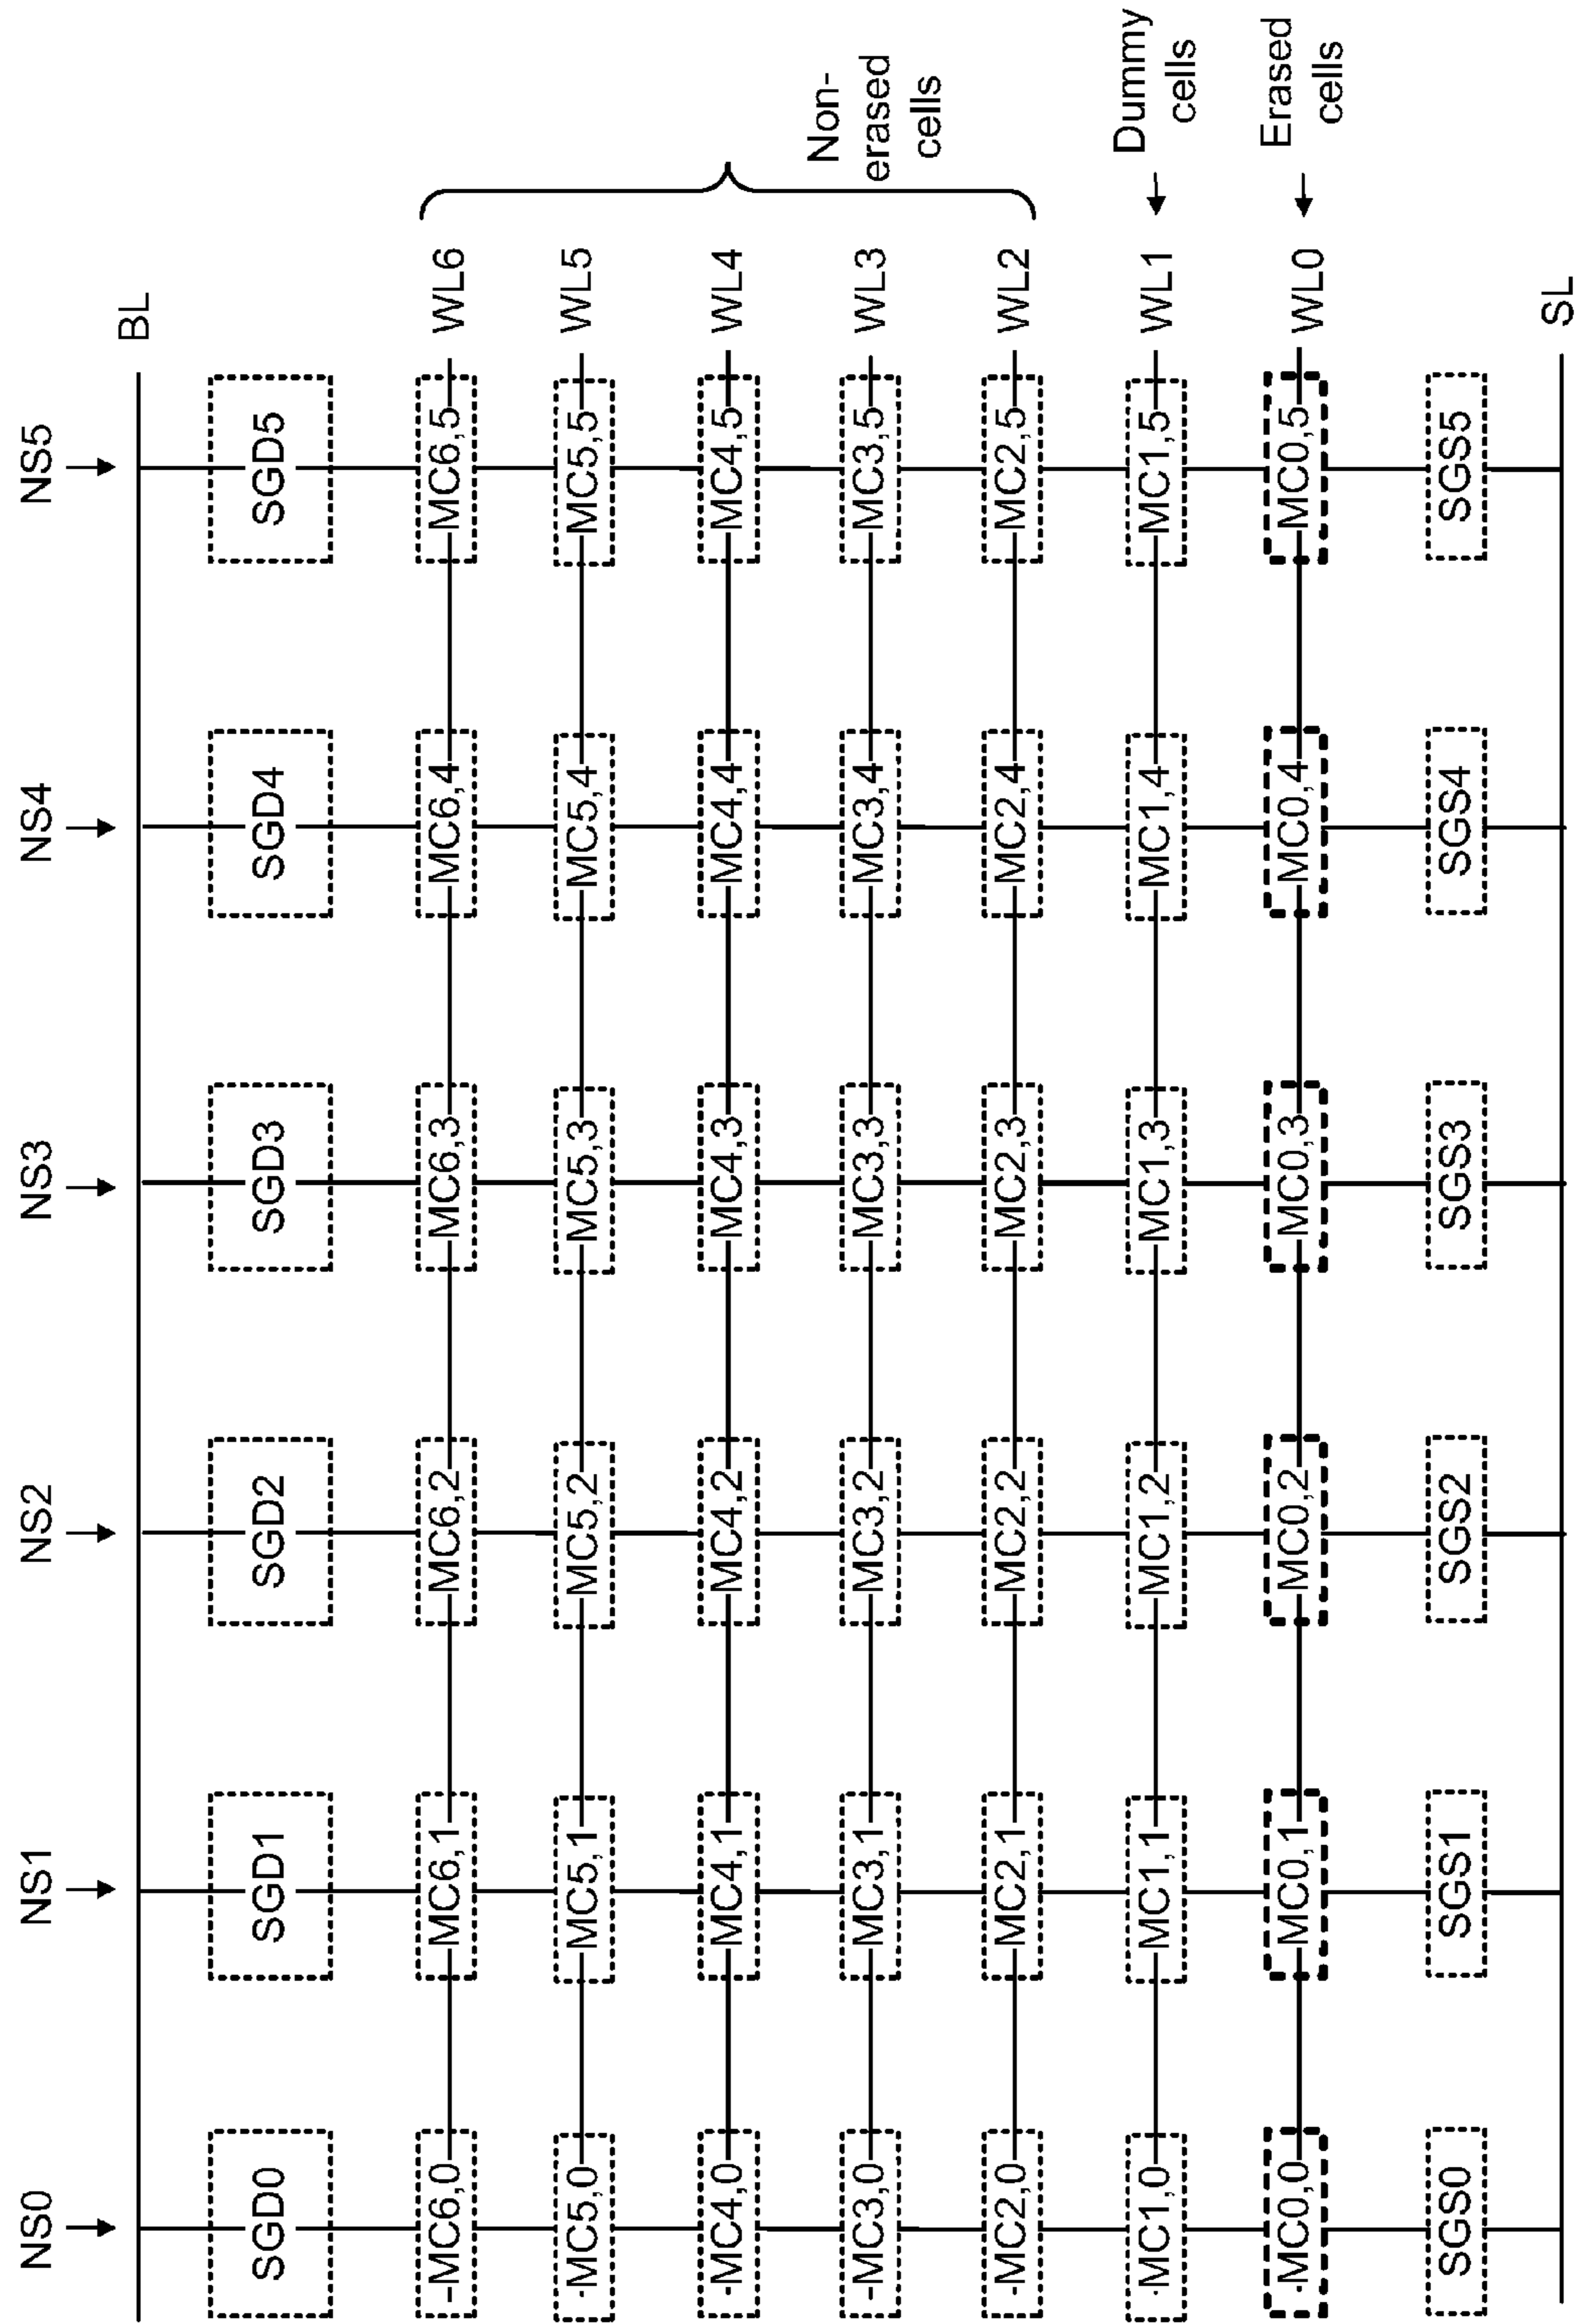 NS0 NS1 NS2 NS3 NS4 NS5
BL
SGD0 SGD1 SGD2 SGD3 SGD4 SGD5
MC6,0 MC6,1 MC6,2 MC6,3 MC6,4 MC6,5 WL6
MC5,0 MC5,1 MC5,2 MC5,3 MC5,4 MC5,5 WL5
MC4,0 MC4,1 MC4,2 MC4,3 MC4,4 MC4,5 WL4
MC3,0 MC3,1 MC3,2 MC3,3 MC3,4 MC3,5 WL3
MC2,0 MC2,1 MC2,2 MC2,3 MC2,4 MC2,5 WL2
Non-
erased
cells
MC1,0 MC1,1 MC1,2 MC1,3 MC1,4 MC1,5 WL1
Dummy
cells
MC0,0 MC0,1 MC0,2 MC0,3 MC0,4 MC0,5 WL0
Erased
cells
SGS0 SGS1 SGS2 SGS3 SGS4 SGS5
SL